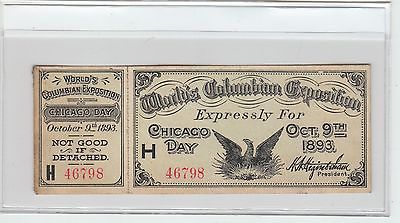 WORLD'S
COLUMBIAN EXPOSITION
CHICAGO DAY
October 9th 1893.
NOT GOOD
IF
DETACHED.
H 46798
World's Columbian Exposition
Expressly For
CHICAGO DAY
OCT. 9TH 1893.
H
46798
H.N. Higinbotham
President.